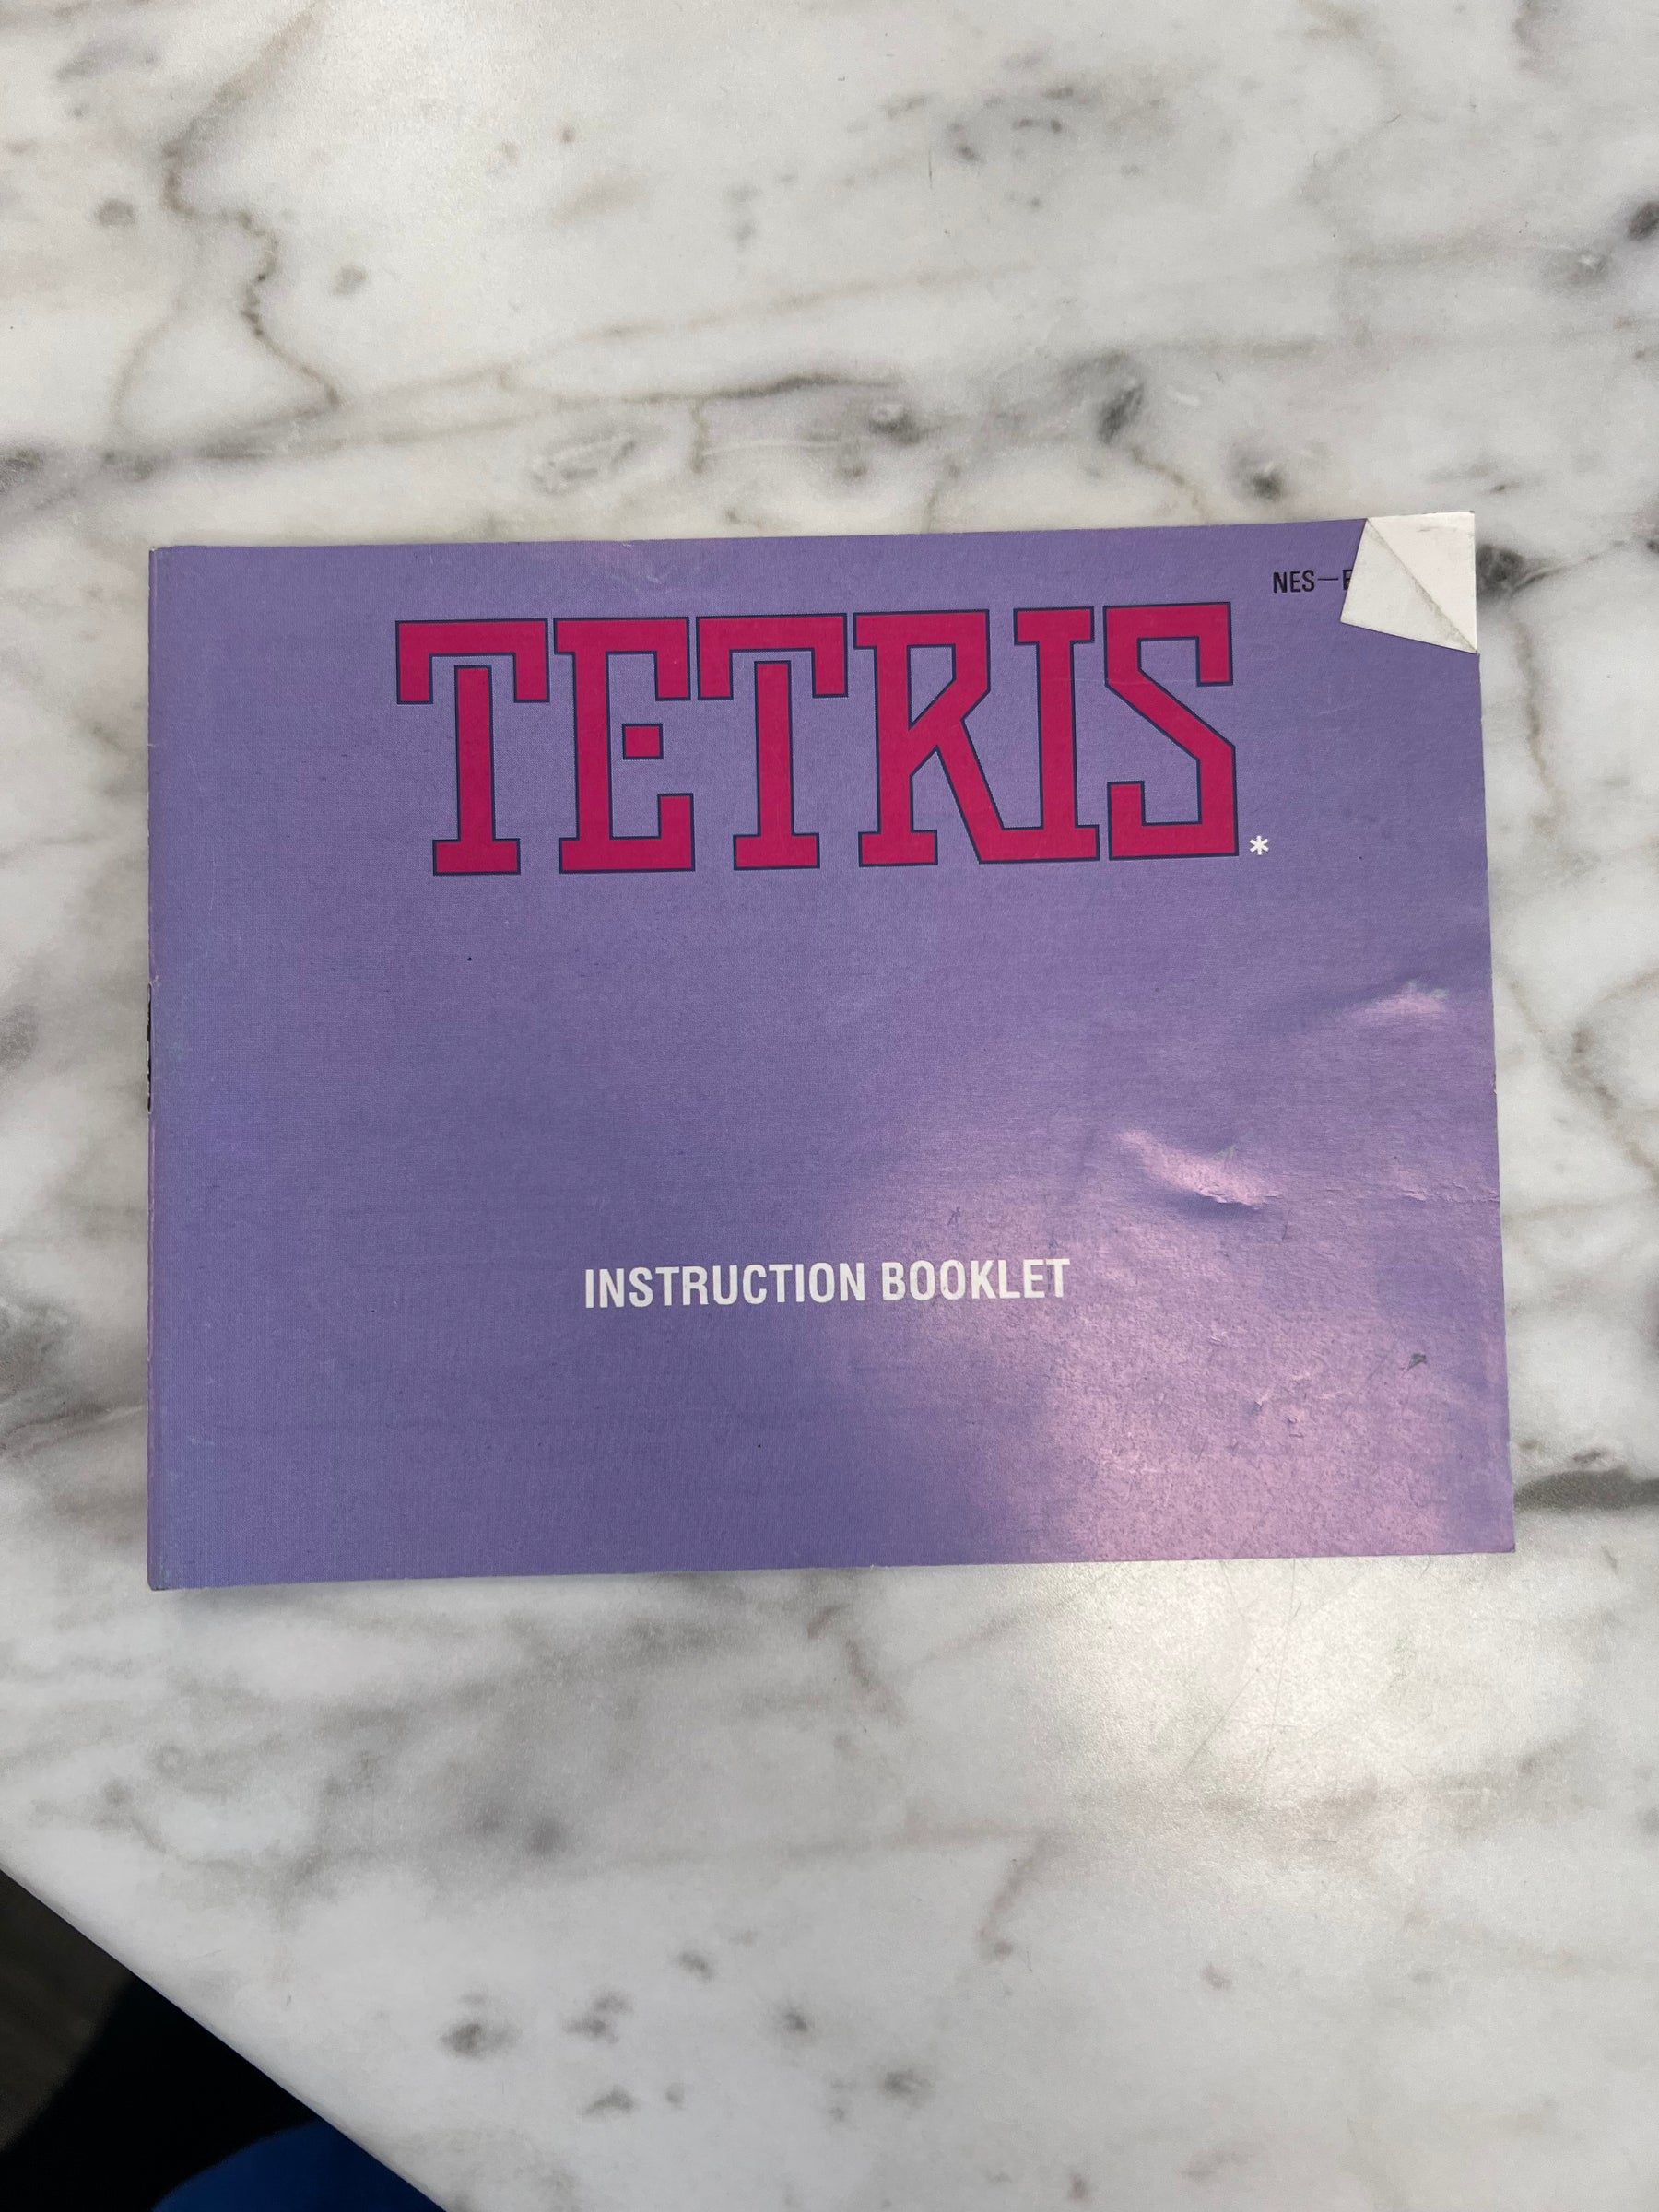 NES—E
TETRIS*
INSTRUCTION BOOKLET